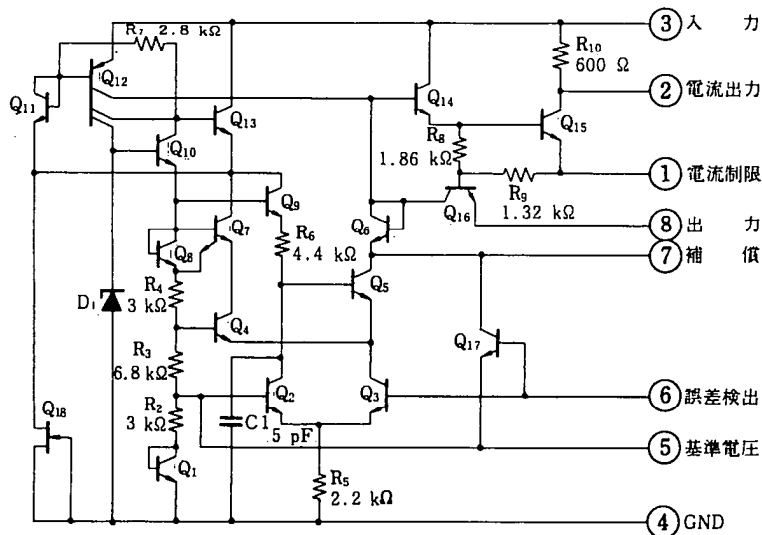 R7 2.8 kΩ
Q12
Q11
Q13
Q10
Q14
R10
600 Ω
R8
1.86 kΩ
Q15
R9
1.32 kΩ
Q16
Q9
R6
4.4 kΩ
Q6
Q7
Q8
R4
3 kΩ
D1
Q5
Q4
R3
6.8 kΩ
Q17
Q2
Q3
R2
3 kΩ
C1
5 pF
Q18
Q1
R5
2.2 kΩ
3 入 力
2 電流出力
1 電流制限
8 出 力
7 補 償
6 誤差検出
5 基準電圧
4 GND